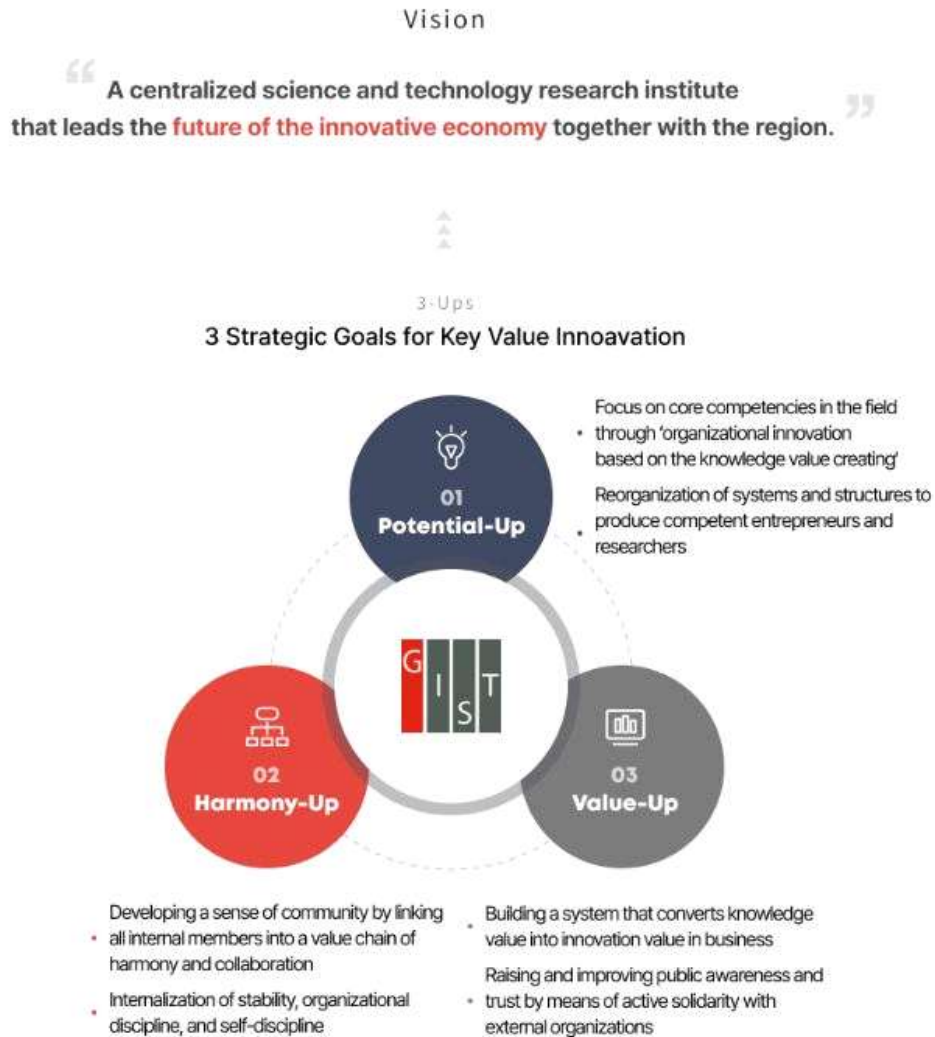 Vision
“ A centralized science and technology research institute
that leads the future of the innovative economy together with the region. ”
3-Ups
3 Strategic Goals for Key Value Innoavation
01
Potential-Up
Focus on core competencies in the field
• through ‘organizational innovation
based on the knowledge value creating’
Reorganization of systems and structures to
produce competent entrepreneurs and
• researchers
GIST
02
Harmony-Up
03
Value-Up
Developing a sense of community by linking
• all internal members into a value chain of
harmony and collaboration
• Internalization of stability, organizational
discipline, and self-discipline
• Building a system that converts knowledge
value into innovation value in business
Raising and improving public awareness and
• trust by means of active solidarity with
external organizations